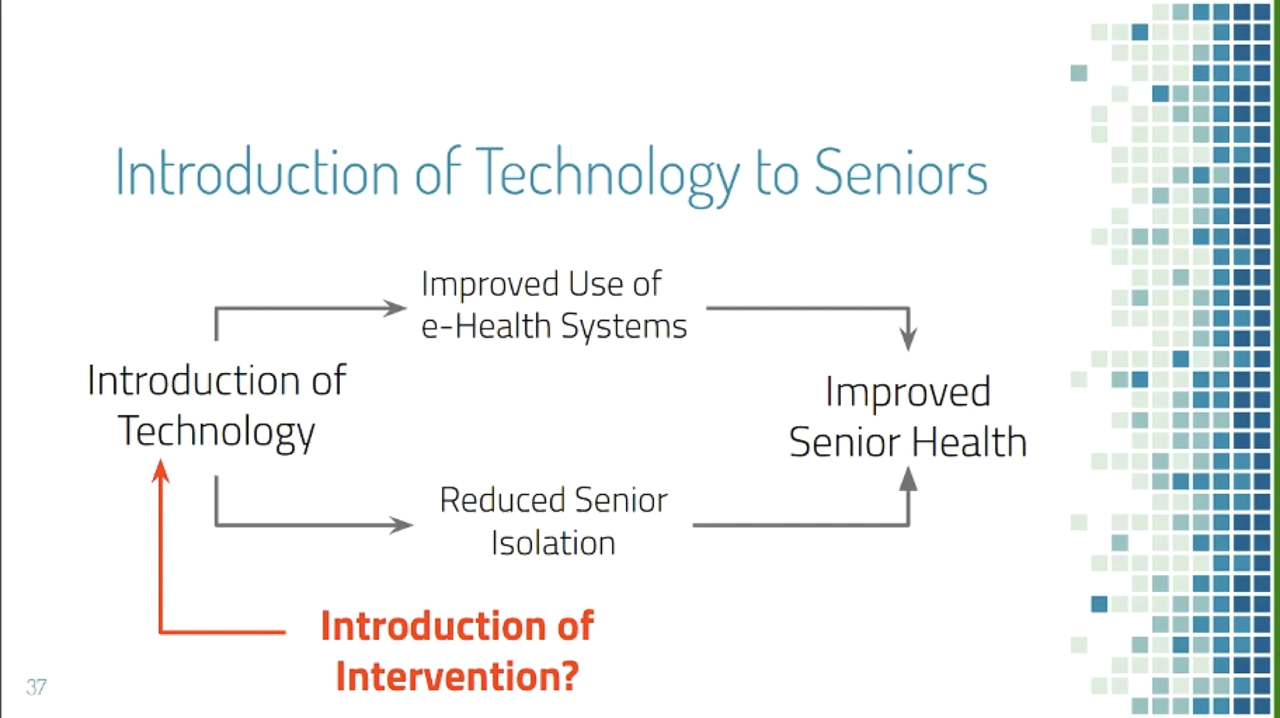 Introduction of Technology to Seniors
Improved Use of
e-Health Systems
Introduction of
Technology
Improved
Senior Health
Reduced Senior
Isolation
Introduction of
Intervention?
37